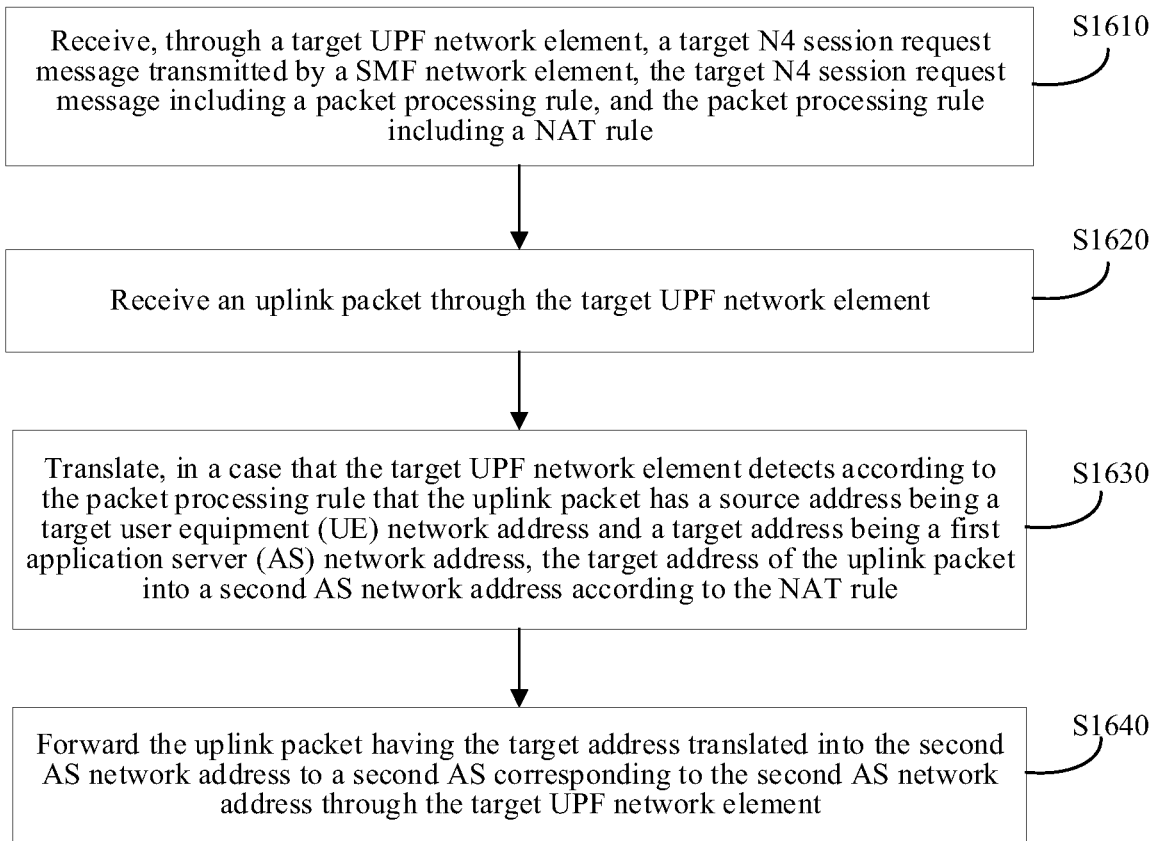 Receive, through a target UPF network element, a target N4 session request
message transmitted by a SMF network element, the target N4 session request
message including a packet processing rule, and the packet processing rule
including a NAT rule
S1610
Receive an uplink packet through the target UPF network element
S1620
Translate, in a case that the target UPF network element detects according to
the packet processing rule that the uplink packet has a source address being a
target user equipment (UE) network address and a target address being a first
application server (AS) network address, the target address of the uplink packet
into a second AS network address according to the NAT rule
S1630
Forward the uplink packet having the target address translated into the second
AS network address to a second AS corresponding to the second AS network
address through the target UPF network element
S1640